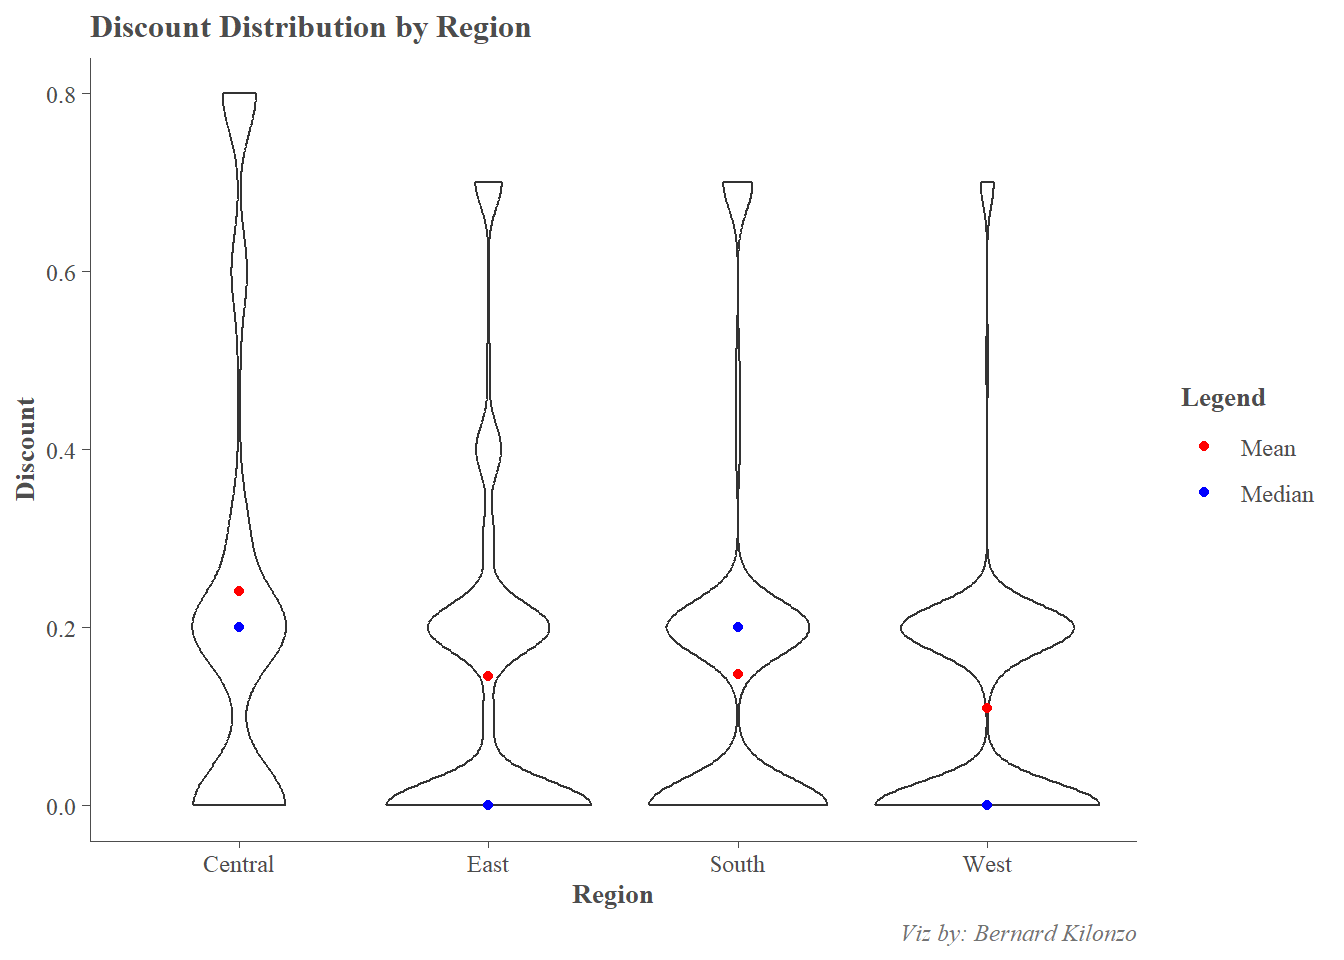 Discount Distribution by Region
Discount
0.8
0.6
0.4
0.2
0.0
Central
East
South
West
Region
Legend
Mean
Median
Viz by: Bernard Kilonzo